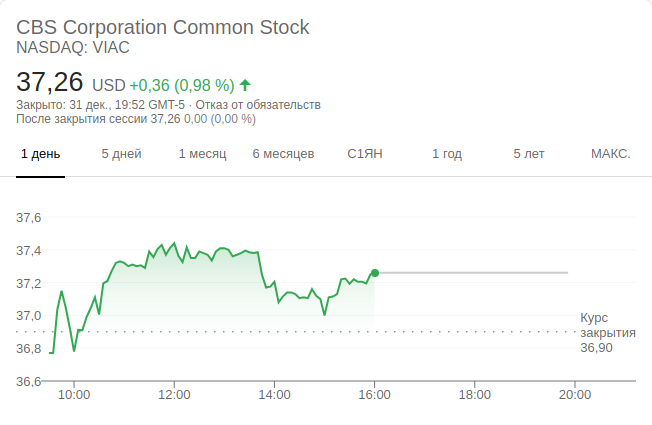 CBS Corporation Common Stock
NASDAQ: VIAC
37,26 USD +0,36 (0,98 %)
Закрыто: 31 дек., 19:52 GMT-5 · Отказ от обязательств
После закрытия сессии 37,26 0,00 (0,00 %)
1 день 5 дней 1 месяц 6 месяцев С1ЯН 1 год 5 лет МАКС.
37,6
37,4
37,2
37,0
36,8
36,6
Курс
закрытия
36,90
10:00 12:00 14:00 16:00 18:00 20:00